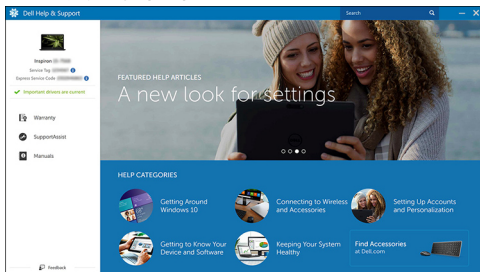 Dell Help & Support
Search
Inspiron
Service Tag
Express Service Code
Important drivers are current
Warranty
SupportAssist
Manuals
Feedback
FEATURED HELP ARTICLES
A new look for settings
HELP CATEGORIES
Getting Around
Windows 10
Connecting to Wireless
and Accessories
Setting Up Accounts
and Personalization
Getting to Know Your
Device and Software
Keeping Your System
Healthy
Find Accessories
at Dell.com